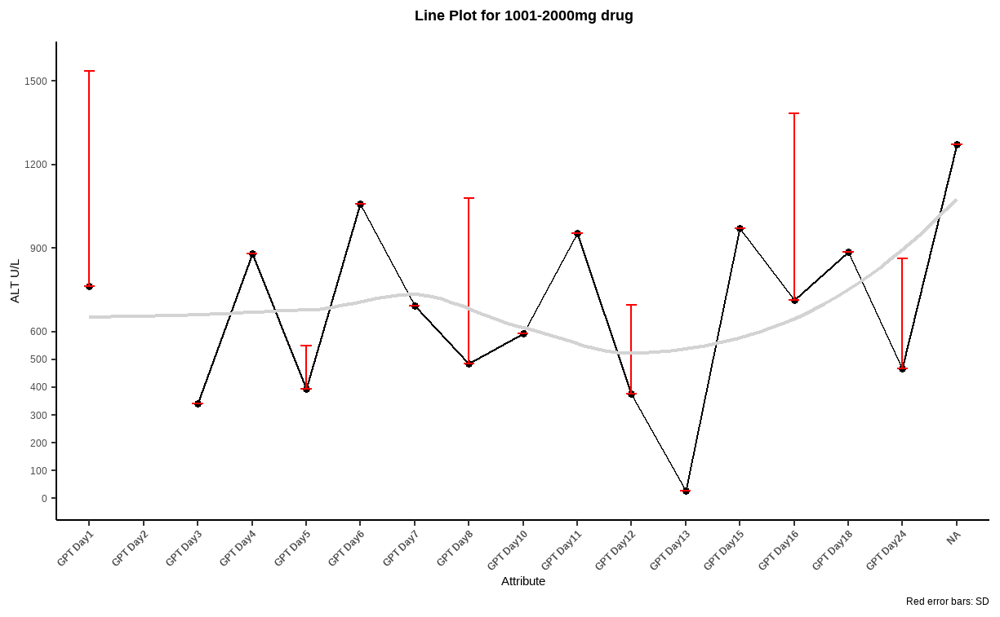 Line Plot for 1001-2000mg drug
ALT U/L
1500
1200
900
600
500
400
300
200
100
0
GPT Day1
GPT Day2
GPT Day3
GPT Day4
GPT Day5
GPT Day6
GPT Day7
GPT Day8
GPT Day10
GPT Day11
GPT Day12
GPT Day13
GPT Day15
GPT Day16
GPT Day18
GPT Day24
NA
Attribute
Red error bars: SD